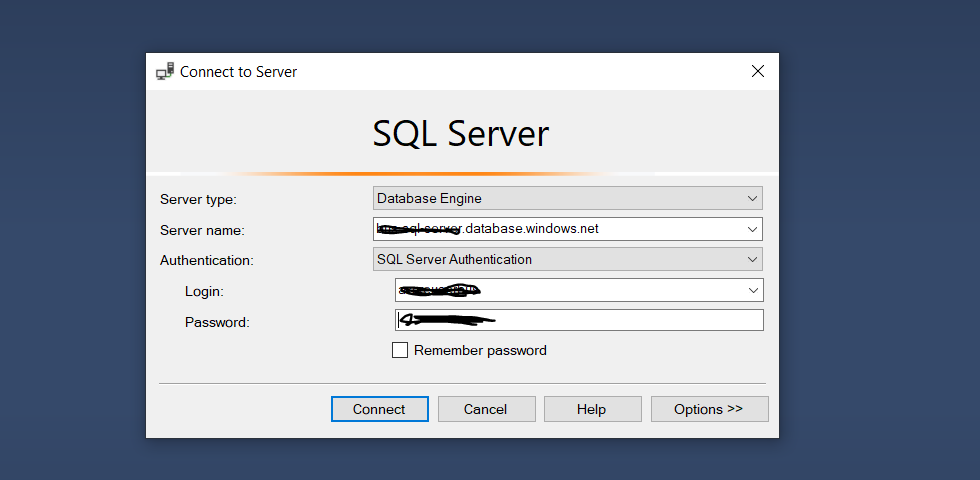 Connect to Server
SQL Server
Server type: Database Engine
Server name: .database.windows.net
Authentication: SQL Server Authentication
Login:
Password:
Remember password
Connect Cancel Help Options >>